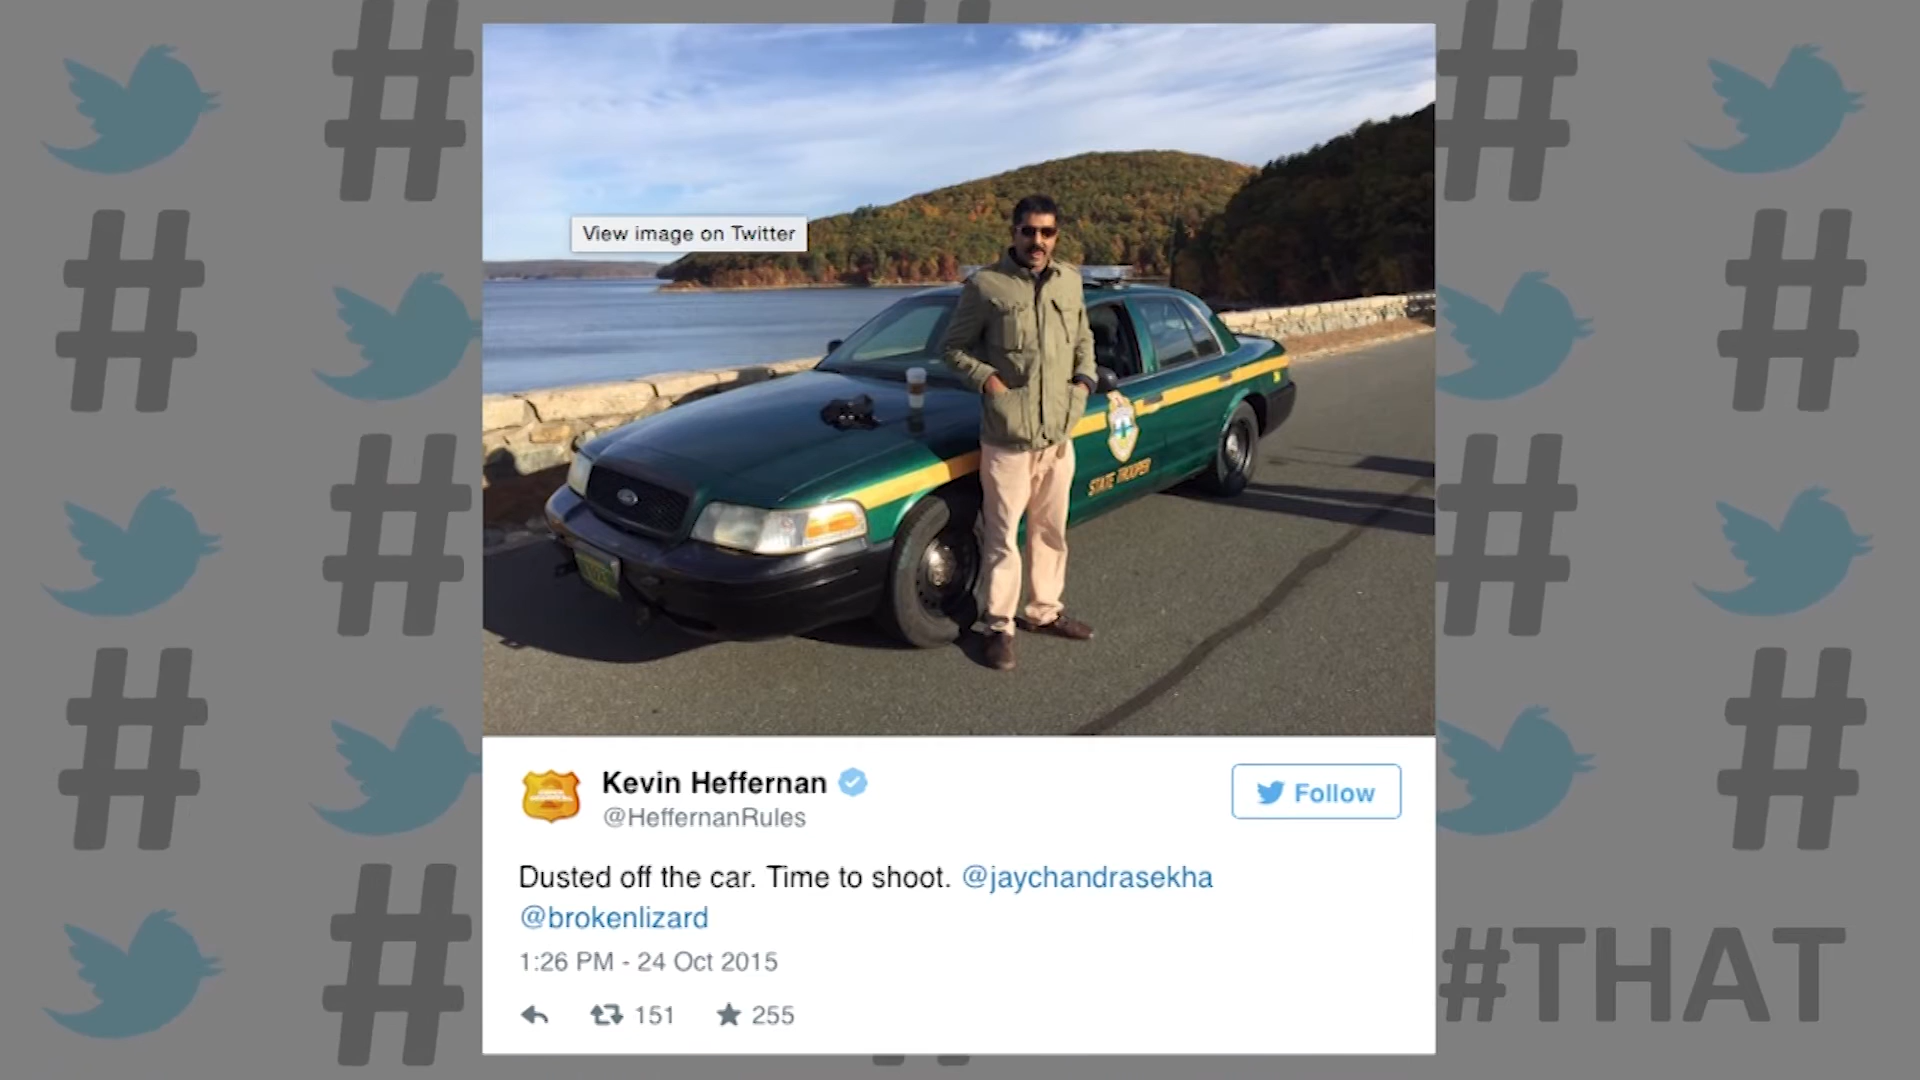 View image on Twitter
STATE TROOPER
Kevin Heffernan
@HeffernanRules
Follow
Dusted off the car. Time to shoot. @jaychandrasekha
@brokenlizard
1:26 PM - 24 Oct 2015
151 255
#THAT